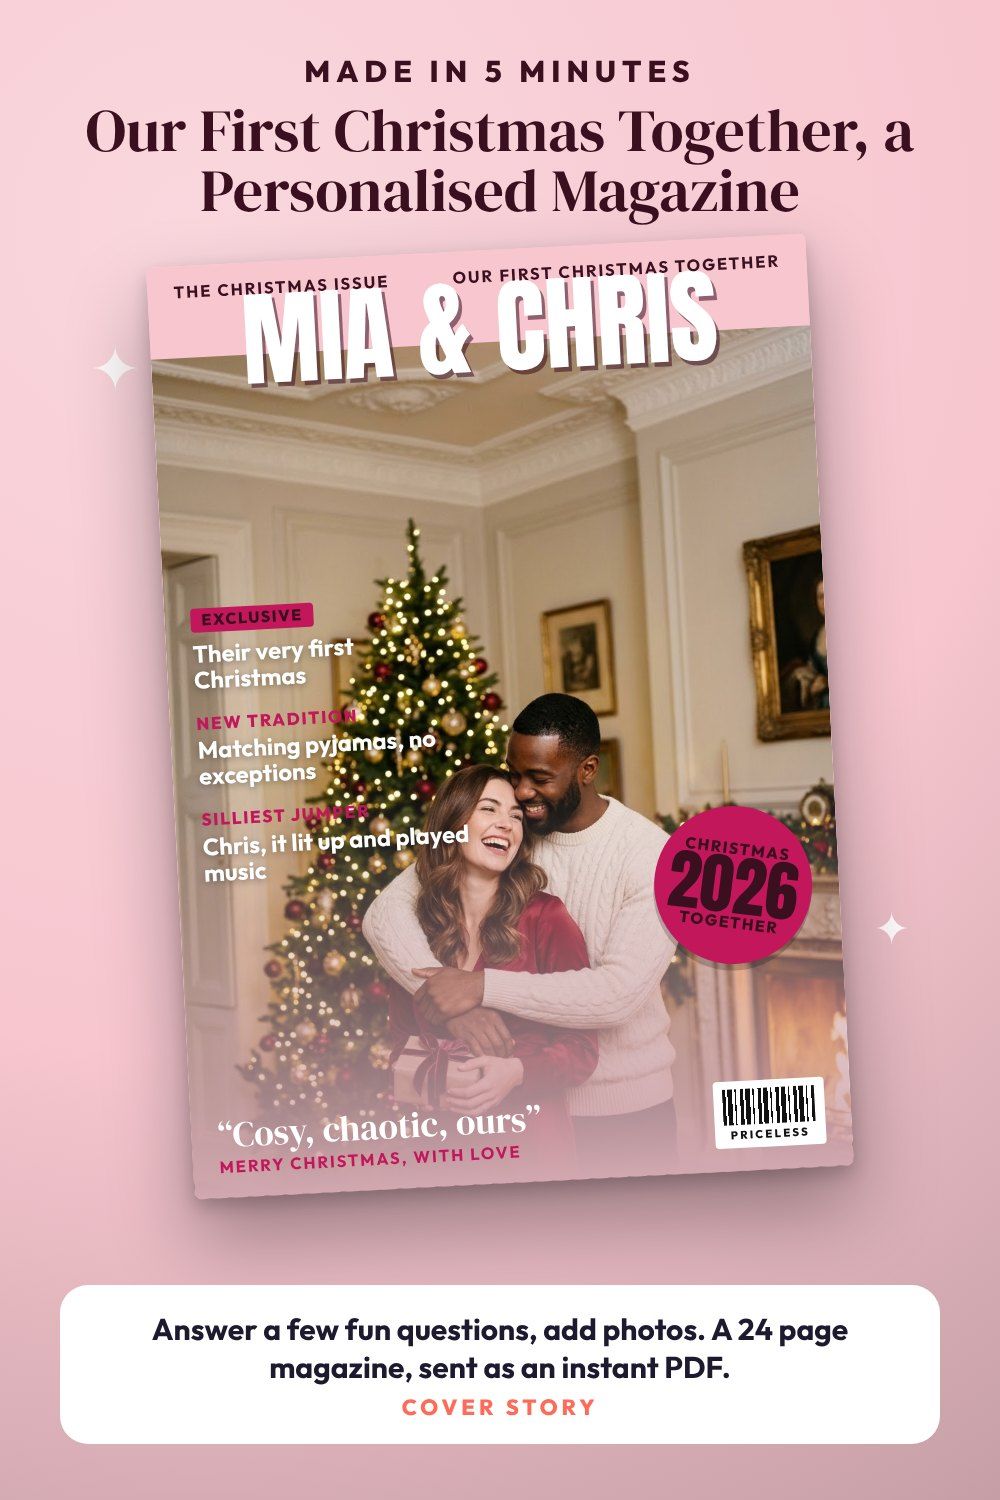 MADE IN 5 MINUTES
Our First Christmas Together, a
Personalised Magazine
THE CHRISTMAS ISSUE
OUR FIRST CHRISTMAS TOGETHER
MIA & CHRIS
EXCLUSIVE
Their very first
Christmas
NEW TRADITION
Matching pyjamas, no
exceptions
SILLIEST JUMPER
Chris, it lit up and played
music
CHRISTMAS
2026
TOGETHER
“Cosy, chaotic, ours”
MERRY CHRISTMAS, WITH LOVE
PRICELESS
Answer a few fun questions, add photos. A 24 page
magazine, sent as an instant PDF.
COVER STORY